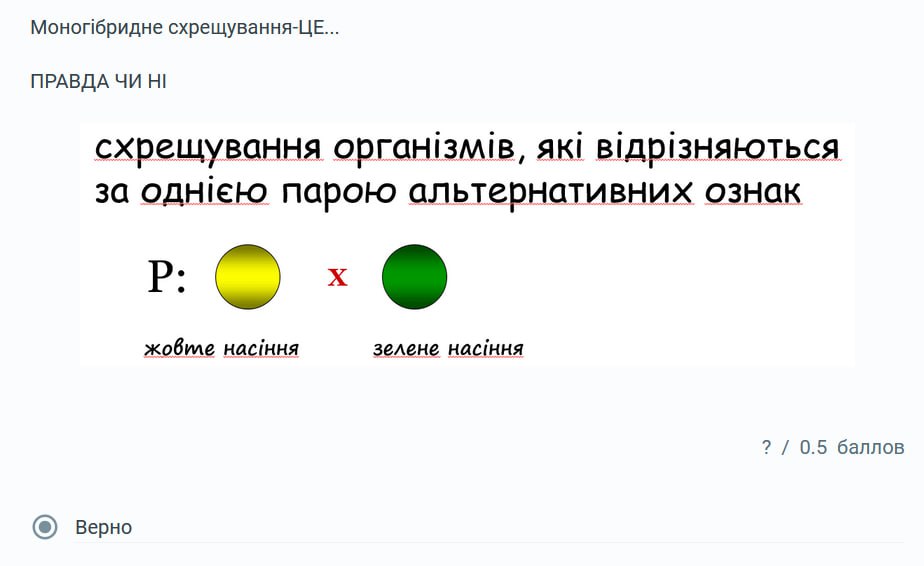 Моногібридне схрещування-ЦЕ...
ПРАВДА ЧИ НІ
схрещування організмів, які відрізняються
за однією парою альтернативних ознак
P:
x
жовте насіння
зелене насіння
? / 0.5 баллов
Верно